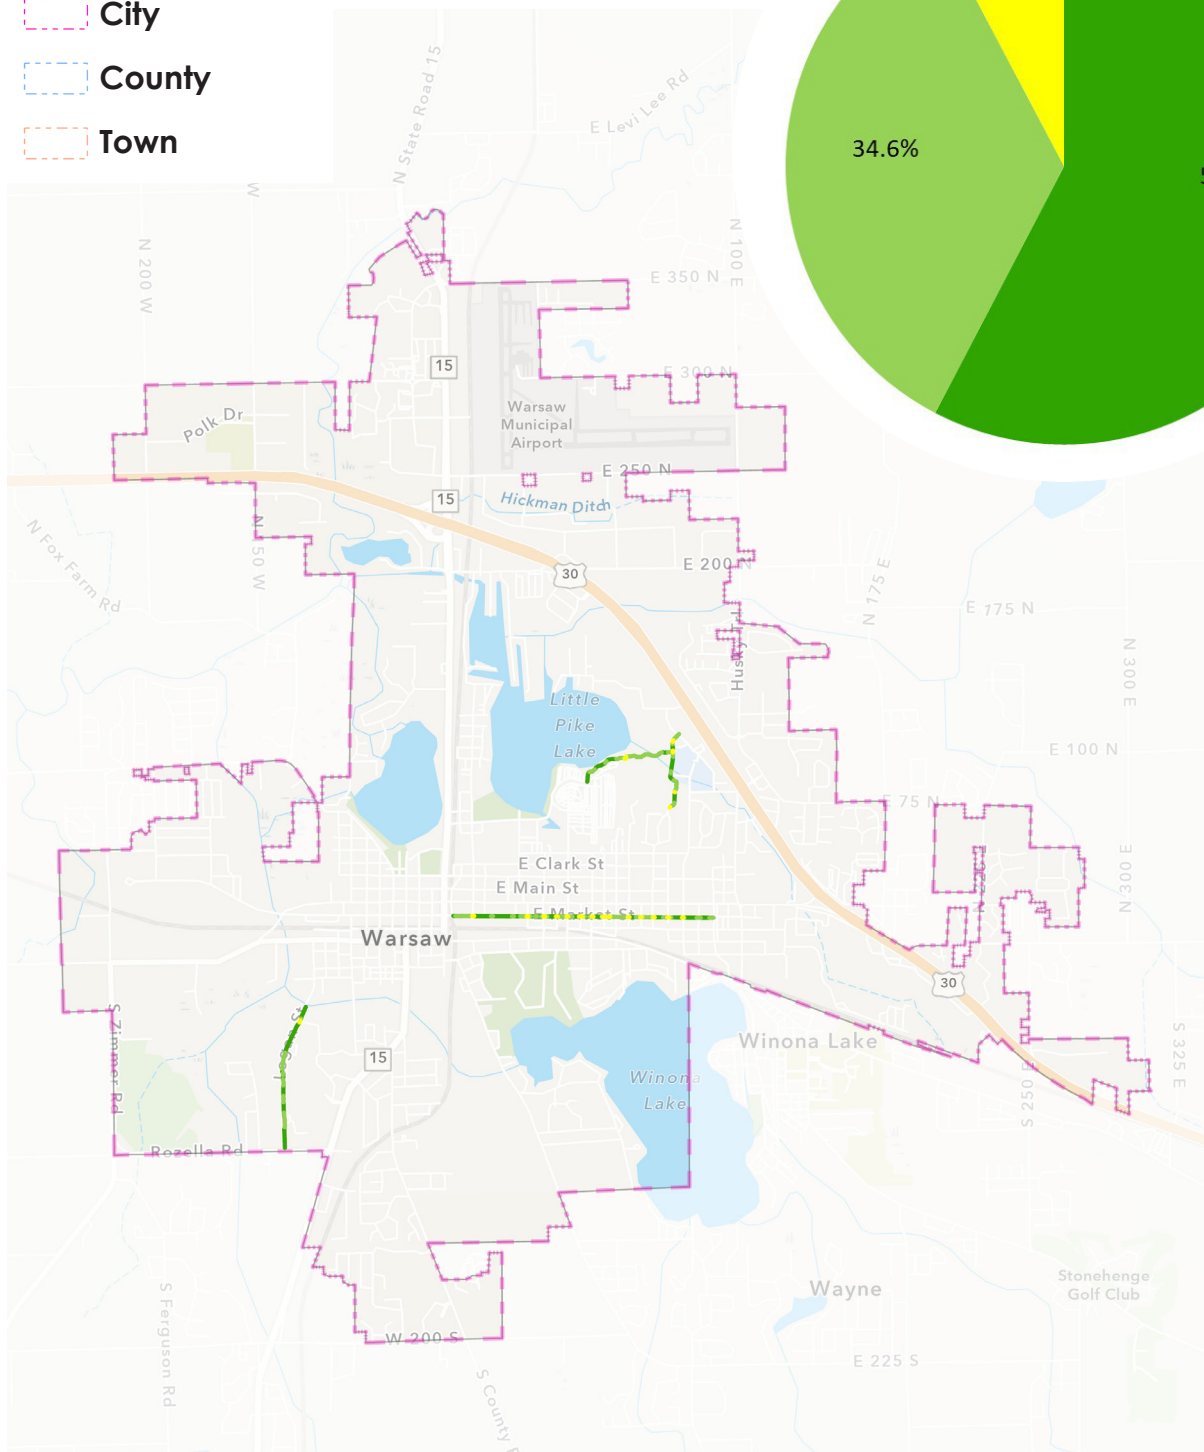 City
County
Town
34.6%
5
N State Road 15
E Levi Lee Rd
W
N 200 W
N 100 E
E 350 N
15
E 300 N
Polk Dr
Warsaw
Municipal
Airport
E 250 N
15
Hickman Ditch
N Fox Farm Rd
30
E 200 N
N 175 E
E 175 N
Husky Trl
N 300 E
Little
Pike
Lake
E 100 N
E 75 N
E Clark St
E Main St
E Market St
N 300 E
Warsaw
30
S Zimmer Rd
15
Winona Lake
Winona
Lake
S 325 E
S 250 E
Rozella Rd
Wayne
Stonehenge
Golf Club
S Ferguson Rd
W 200 S
E 225 S
S County